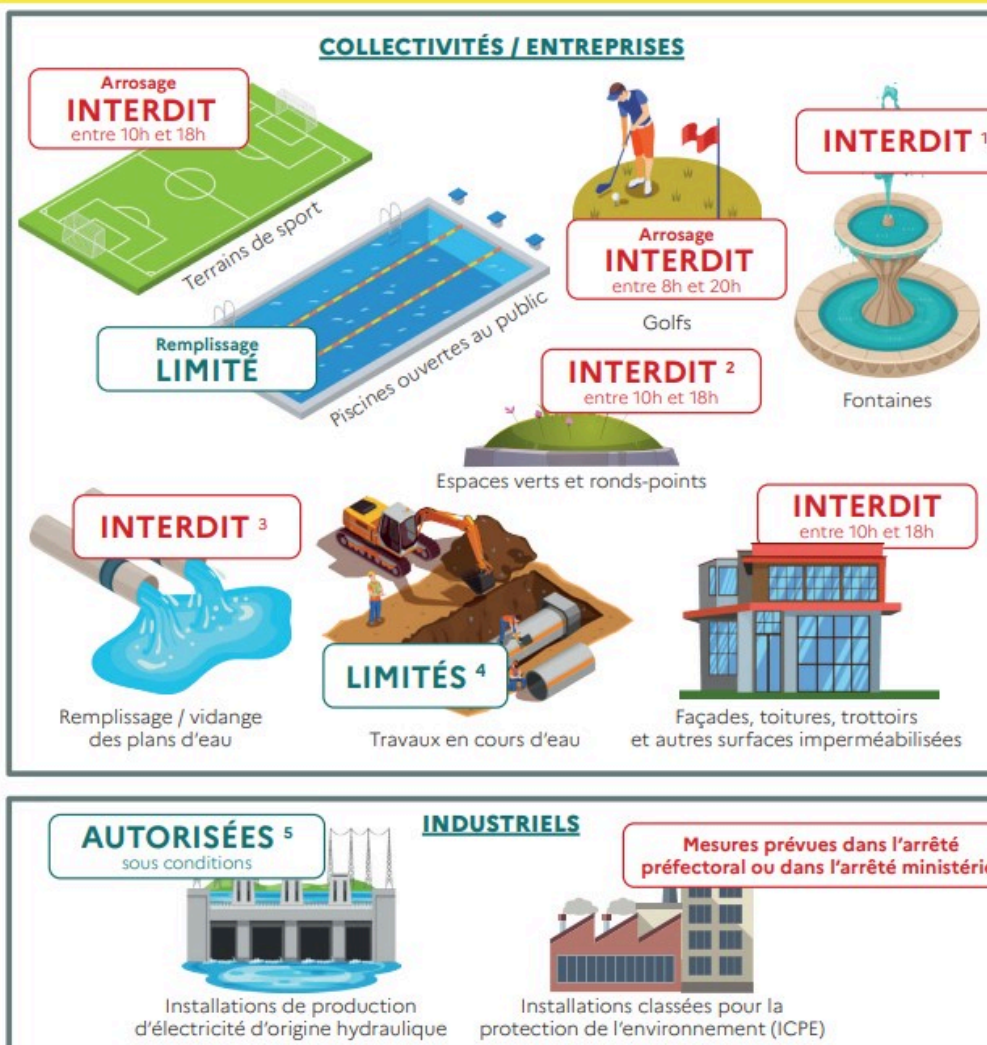 COLLECTIVITÉS / ENTREPRISES
Arrosage
INTERDIT
entre 10h et 18h
Terrains de sport
Remplissage
LIMITÉ
Piscines ouvertes au public
Arrosage
INTERDIT
entre 8h et 20h
Golfs
INTERDIT ¹
Fontaines
INTERDIT ²
entre 10h et 18h
Espaces verts et ronds-points
INTERDIT ³
Remplissage / vidange
des plans d'eau
LIMITÉS ⁴
Travaux en cours d'eau
INTERDIT
entre 10h et 18h
Façades, toitures, trottoirs
et autres surfaces imperméabilisées
INDUSTRIELS
AUTORISÉES ⁵
sous conditions
Installations de production
d'électricité d'origine hydraulique
Mesures prévues dans l'arrêté
préfectoral ou dans l'arrêté
Installations classées pour la
protection de l'environnement (ICPE)